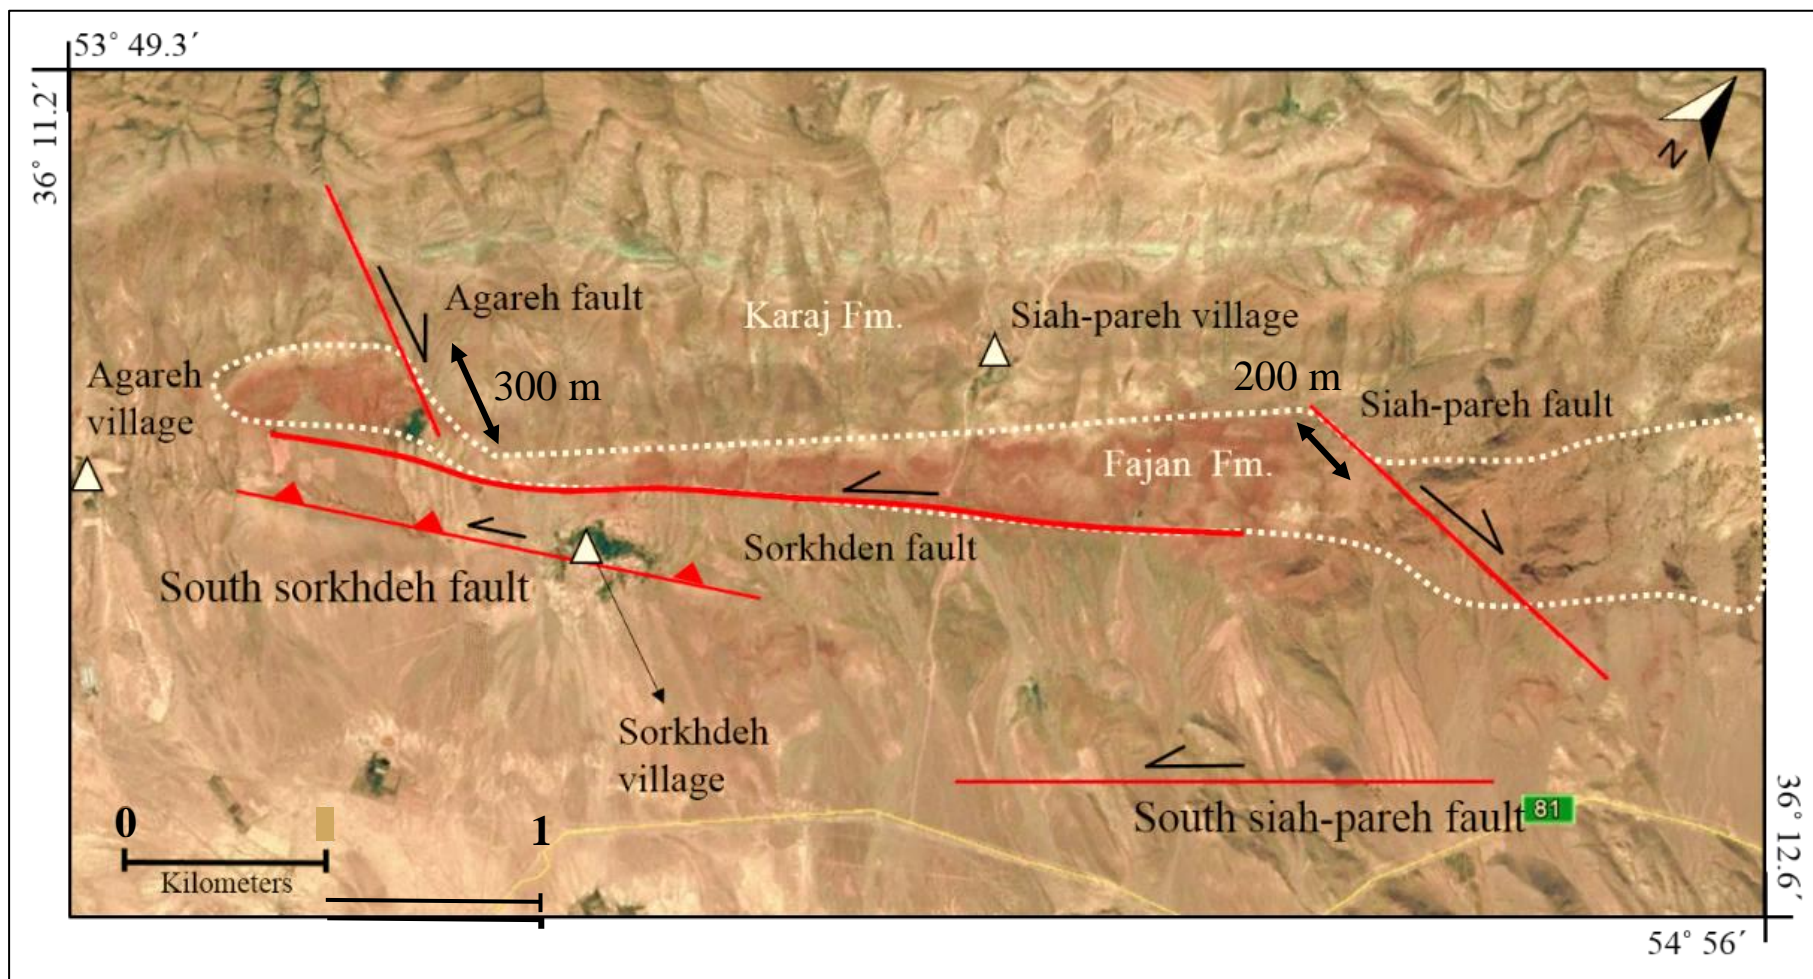 53° 49.3′
36° 11.2′
N
Agareh fault
Karaj Fm.
Siah-pareh village
Agareh
village
300 m
200 m
Siah-pareh fault
Fajan Fm.
Sorkhden fault
South sorkhdeh fault
Sorkhdeh
village
South siah-pareh fault
81
0
1
Kilometers
36° 12.6′
54° 56′